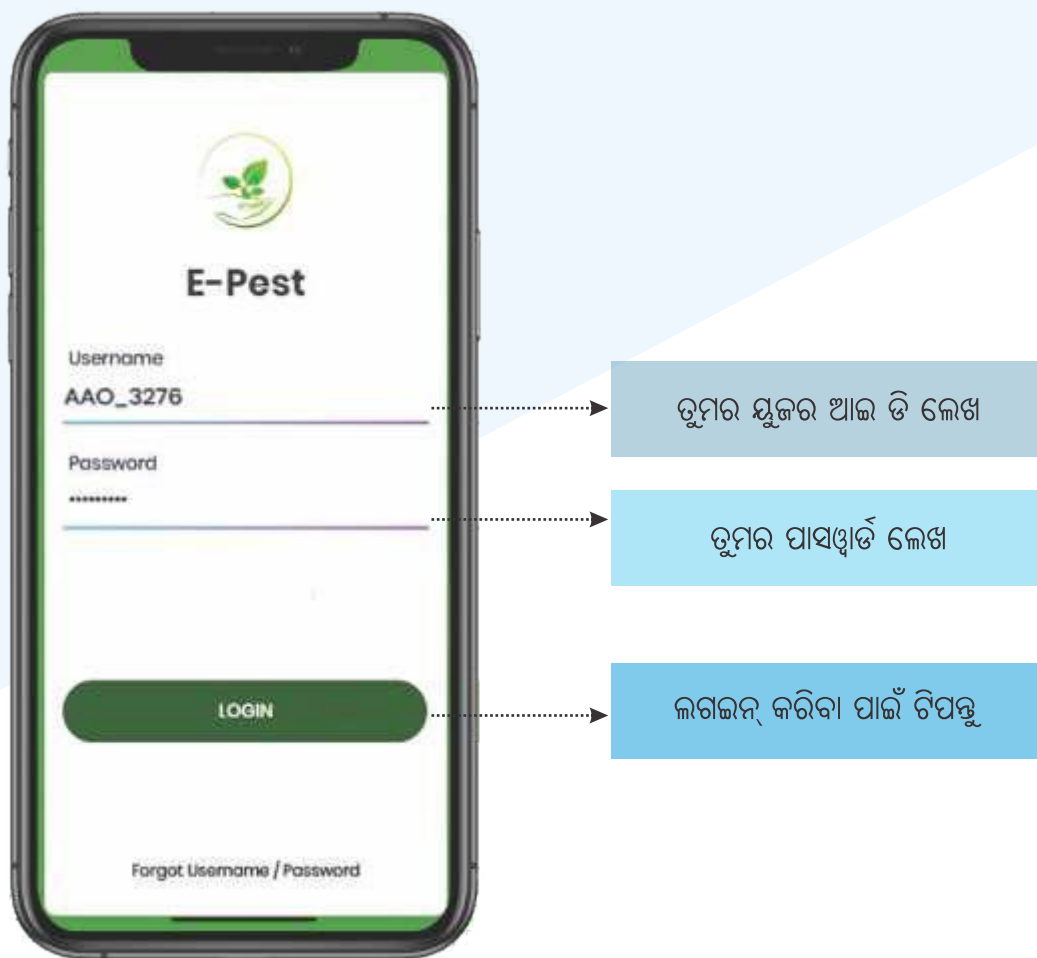 E-Pest
Username
AAO_3276
ତୁମର ୟୁଜର ଆଇ ଡି ଲେଖ
Password
•••••••••
ତୁମର ପାସୱାର୍ଡ ଲେଖ
LOGIN
ଲଗଇନ୍ କରିବା ପାଇଁ ଟିପନ୍ତୁ
Forgot Username / Password